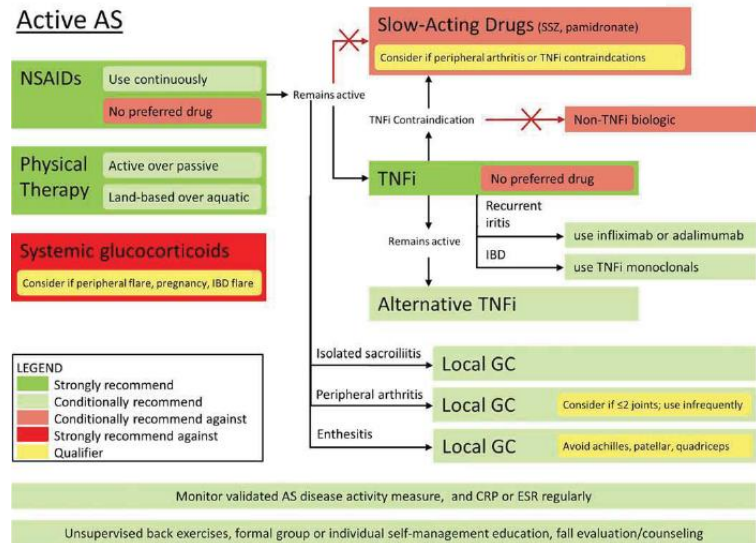 Active AS
NSAIDs
Use continuously
No preferred drug
Physical
Therapy
Active over passive
Land-based over aquatic
Systemic glucocorticoids
Consider if peripheral flare, pregnancy, IBD flare
Remains active
Slow-Acting Drugs (SSZ, pamidronate)
Consider if peripheral arthritis or TNFi contraindcations
TNFi Contraindication
Non-TNFi biologic
TNFi
No preferred drug
Recurrent
iritis
use infliximab or adalimumab
Remains active
IBD
use TNFi monoclonals
Alternative TNFi
Isolated sacroiliitis
Local GC
Peripheral arthritis
Local GC
Consider if ≤2 joints; use infrequently
Enthesitis
Local GC
Avoid achilles, patellar, quadriceps
LEGEND
Strongly recommend
Conditionally recommend
Conditionally recommend against
Strongly recommend against
Qualifier
Monitor validated AS disease activity measure, and CRP or ESR regularly
Unsupervised back exercises, formal group or individual self-management education, fall evaluation/counseling